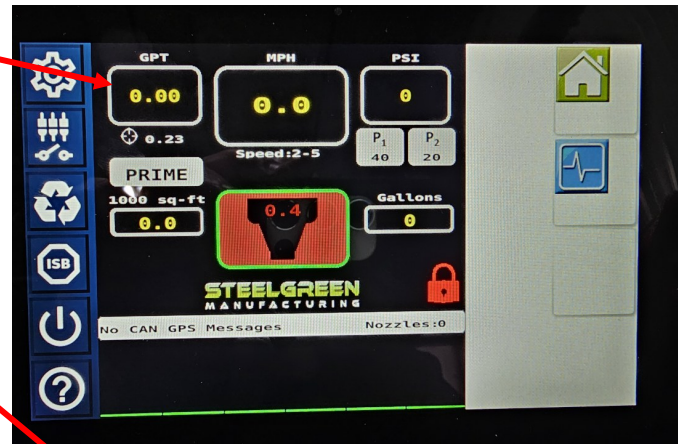 GPT MPH PSI
0.00 0.0 0
0.23
Speed:2-5
P1 P2
40 20
PRIME
1000 sq-ft
0.0
0.4
Gallons
0
ISB
STEELGREEN
MANUFACTURING
No CAN GPS Messages Nozzles:0
?